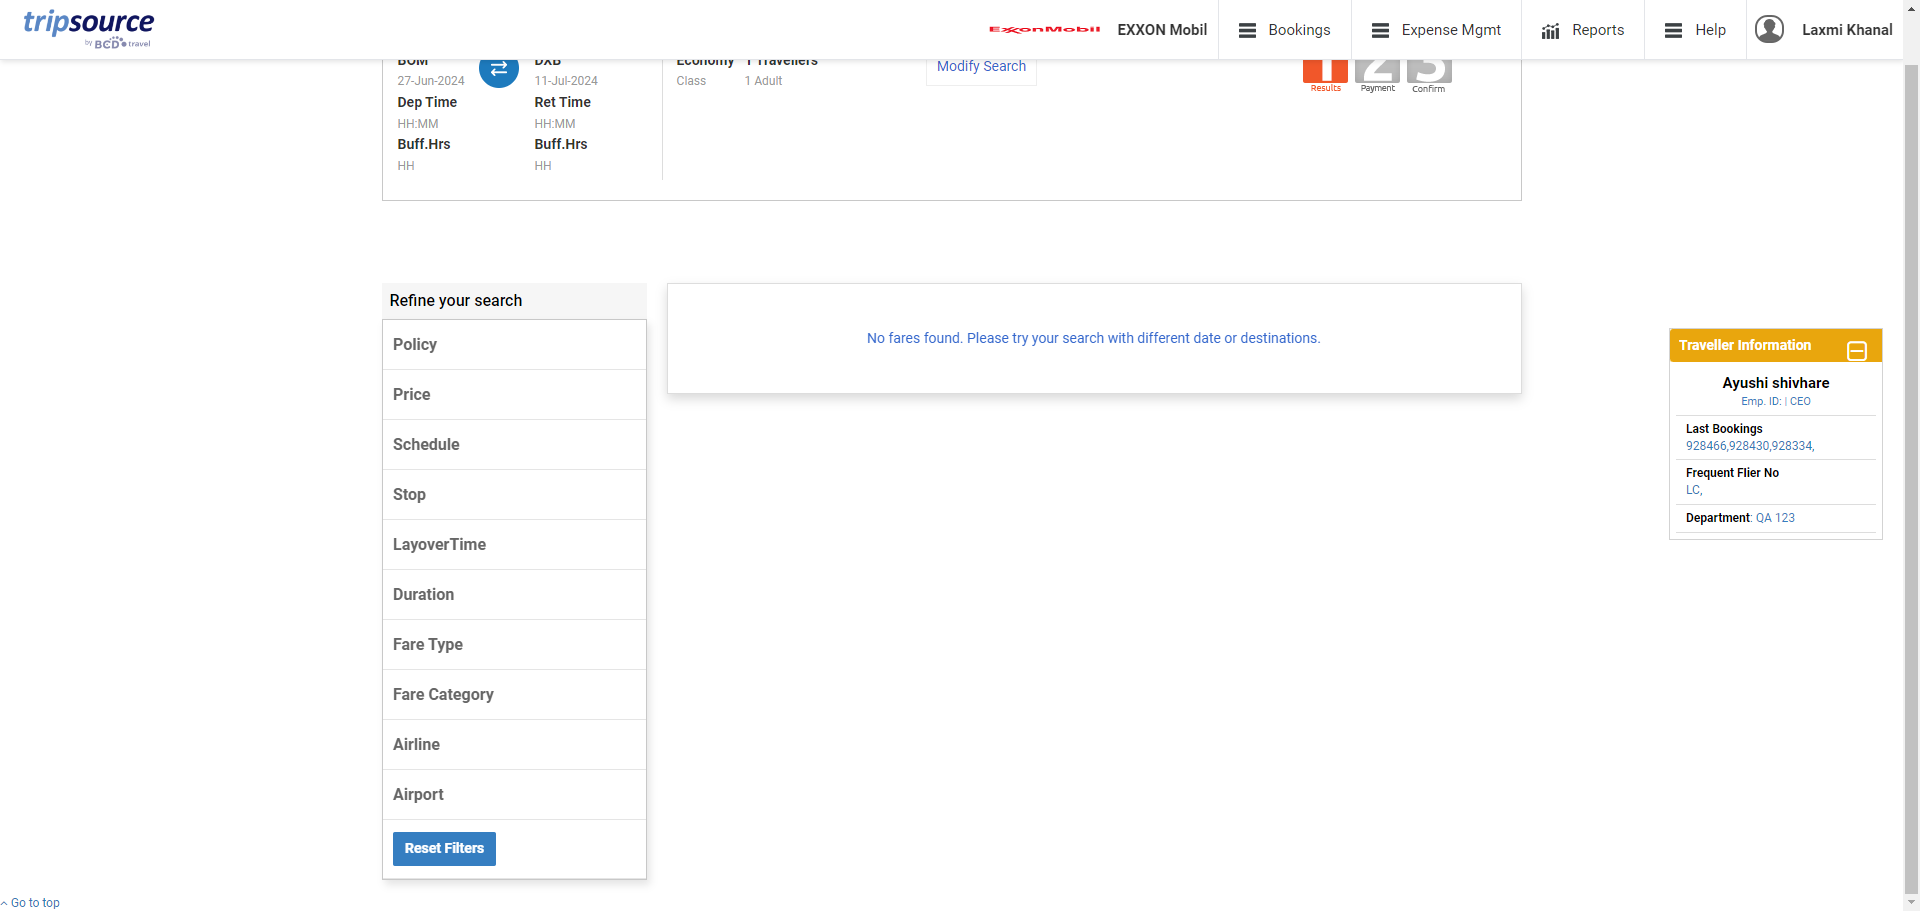 tripsource
by BCD travel
ExxonMobil EXXON Mobil Bookings Expense Mgmt Reports Help Laxmi Khanal
BOM DXB Economy 1 Travellers Modify Search 1 2 3
27-Jun-2024 11-Jul-2024 Class 1 Adult Results Payment Confirm
Dep Time Ret Time
HH:MM HH:MM
Buff.Hrs Buff.Hrs
HH HH
Refine your search
Policy
Price
Schedule
Stop
LayoverTime
Duration
Fare Type
Fare Category
Airline
Airport
Reset Filters
No fares found. Please try your search with different date or destinations.
Traveller Information
Ayushi shivhare
Emp. ID: | CEO
Last Bookings
928466,928430,928334,
Frequent Flier No
LC,
Department: QA 123
Go to top